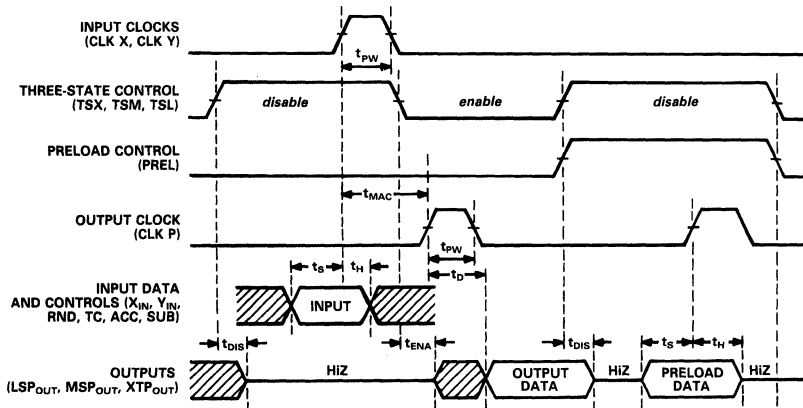 INPUT CLOCKS
(CLK X, CLK Y)
tPW
THREE-STATE CONTROL
(TSX, TSM, TSL)
disable
enable
disable
PRELOAD CONTROL
(PREL)
tMAC
OUTPUT CLOCK
(CLK P)
tPW
tD
tS
tH
INPUT DATA
AND CONTROLS (XIN, YIN,
RND, TC, ACC, SUB)
INPUT
tDIS
tENA
tDIS
tS
tH
OUTPUTS
(LSPOUT, MSPOUT, XTPOUT)
HiZ
OUTPUT
DATA
HiZ
PRELOAD
DATA
HiZ